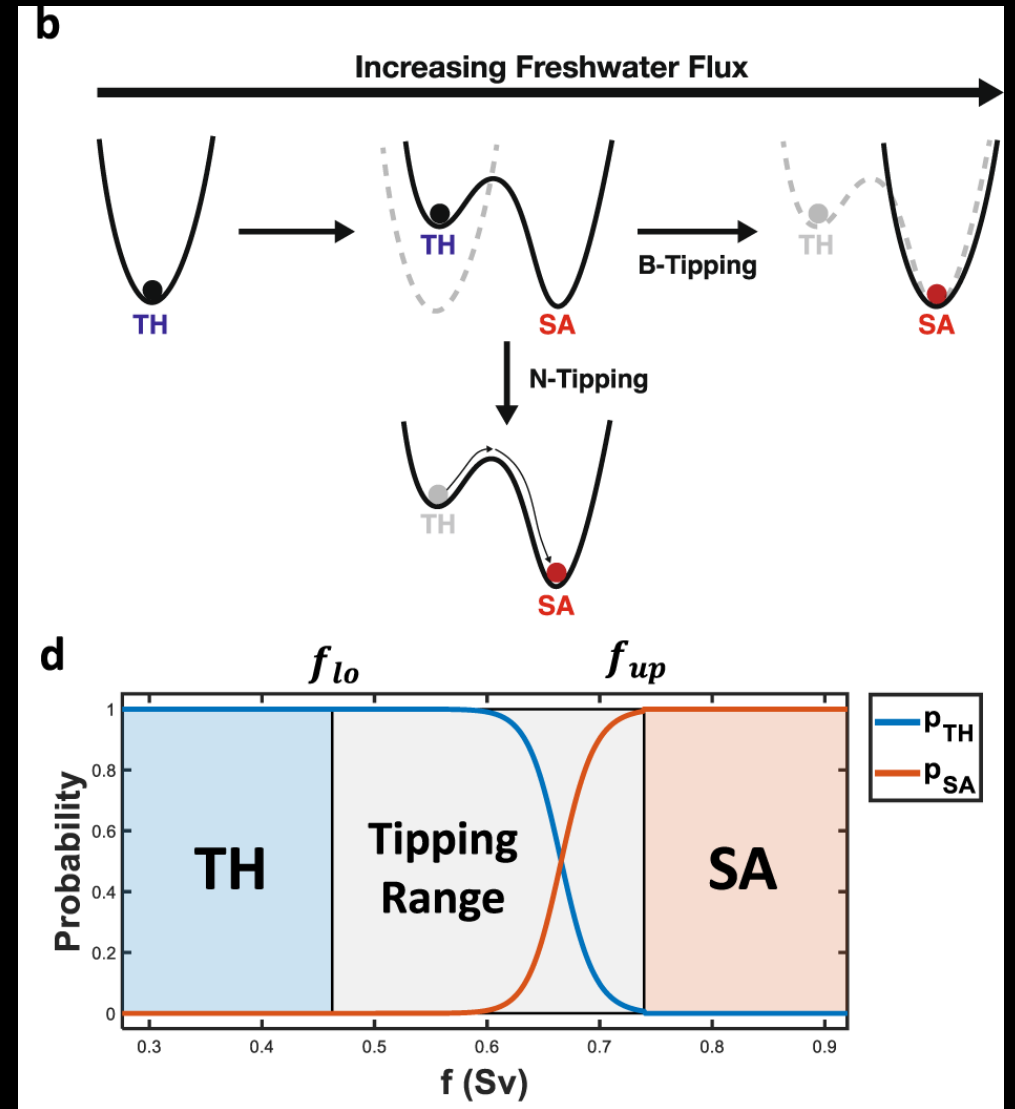 b
Increasing Freshwater Flux
TH
TH
SA
B-Tipping
TH
SA
N-Tipping
TH
SA
d
f_lo
f_up
1
0.8
0.6
0.4
0.2
0
Probability
TH
Tipping
Range
SA
p_TH
p_SA
0.3 0.4 0.5 0.6 0.7 0.8 0.9
f (Sv)